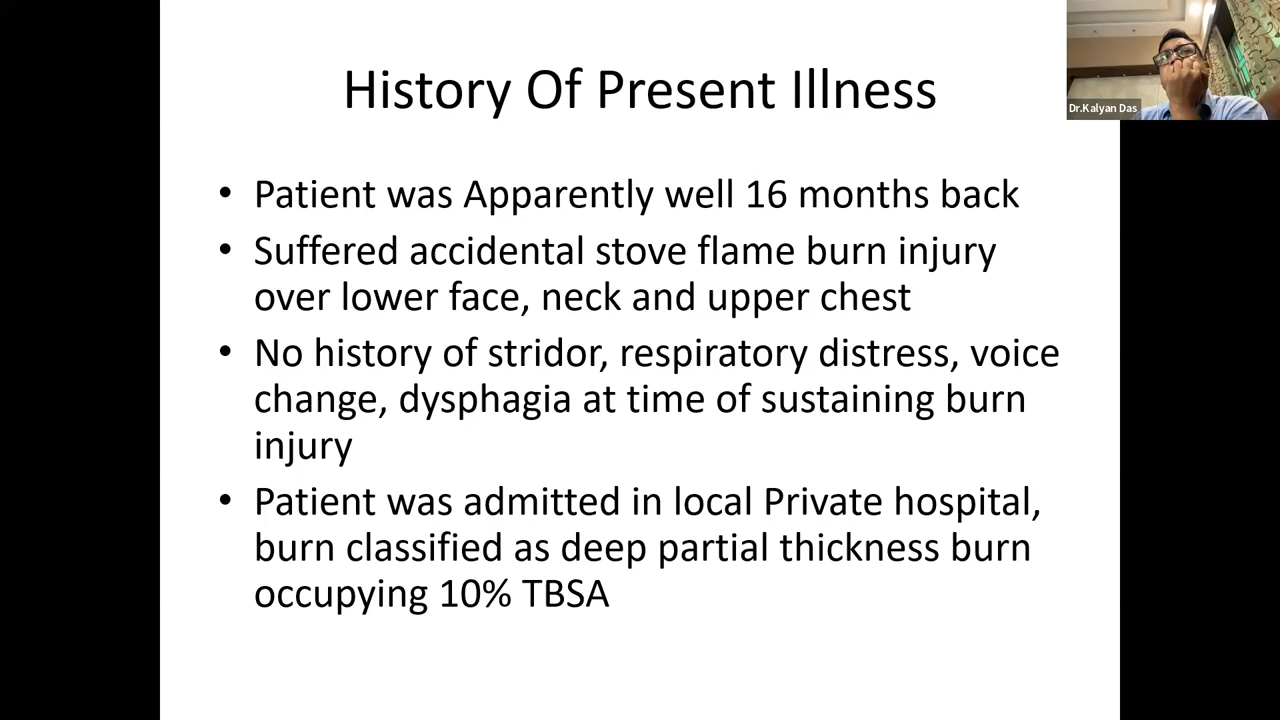 History Of Present Illness
Dr.Kalyan Das
• Patient was Apparently well 16 months back
• Suffered accidental stove flame burn injury
over lower face, neck and upper chest
• No history of stridor, respiratory distress, voice
change, dysphagia at time of sustaining burn
injury
• Patient was admitted in local Private hospital,
burn classified as deep partial thickness burn
occupying 10% TBSA